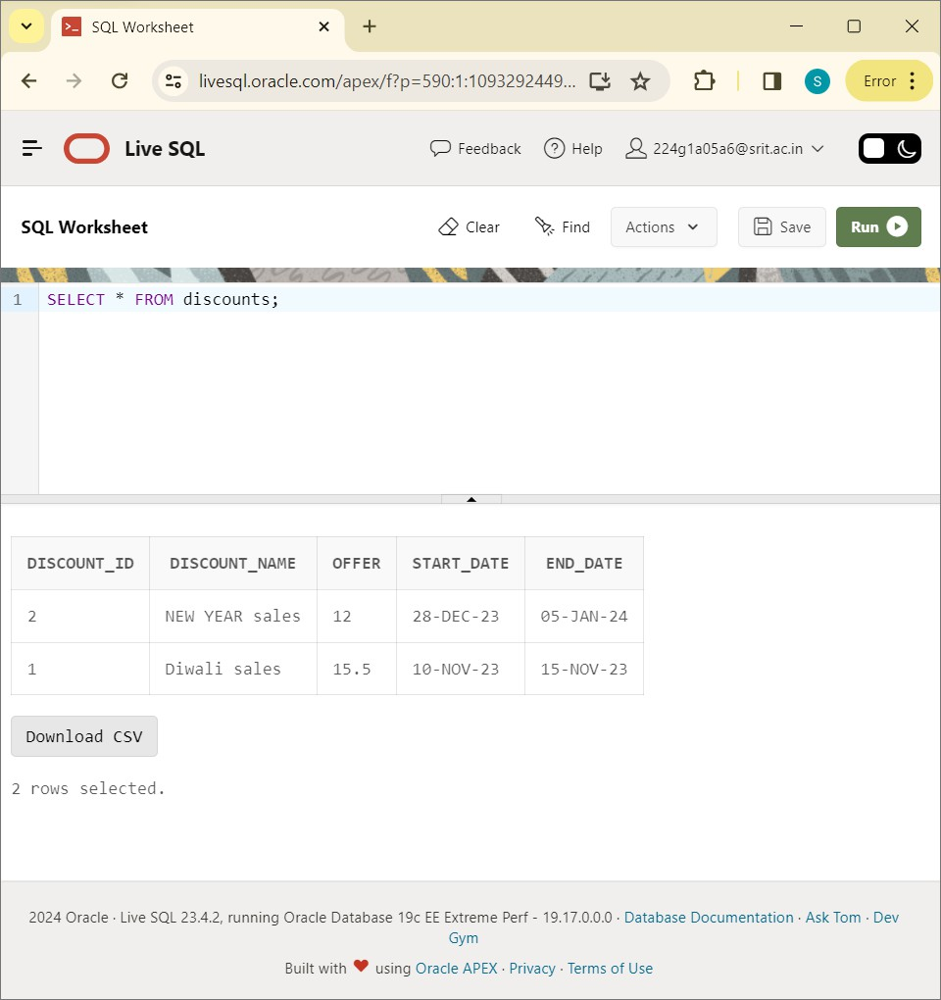 SQL Worksheet
livesql.oracle.com/apex/f?p=590:1:1093292449... S Error
Live SQL Feedback Help 224g1a05a6@srit.ac.in
SQL Worksheet Clear Find Actions Save Run
1 SELECT * FROM discounts;
DISCOUNT_ID DISCOUNT_NAME OFFER START_DATE END_DATE
2 NEW YEAR sales 12 28-DEC-23 05-JAN-24
1 Diwali sales 15.5 10-NOV-23 15-NOV-23
Download CSV
2 rows selected.
2024 Oracle · Live SQL 23.4.2, running Oracle Database 19c EE Extreme Perf - 19.17.0.0.0 · Database Documentation · Ask Tom · Dev
Gym
Built with ❤ using Oracle APEX · Privacy · Terms of Use